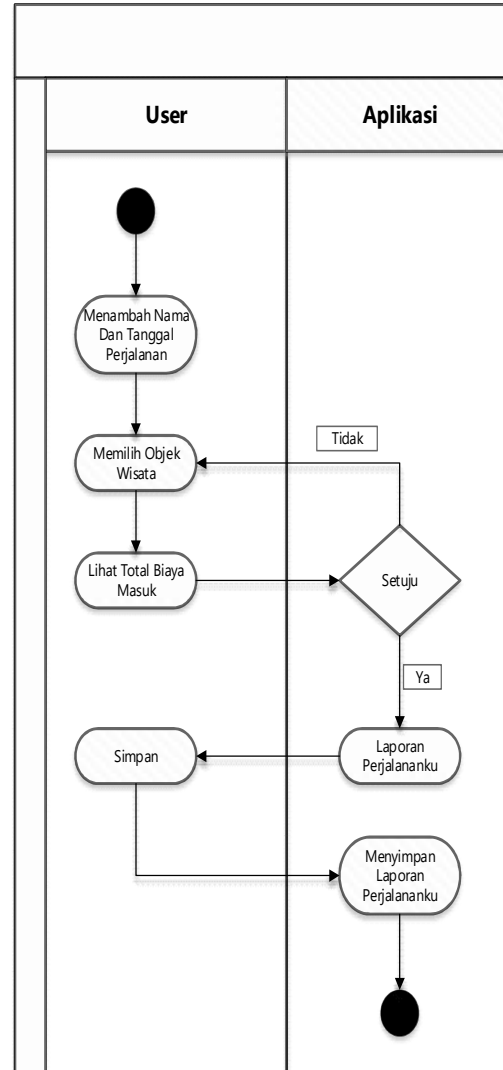 User
Aplikasi
Menambah Nama
Dan Tanggal
Perjalanan
Tidak
Memilih Objek
Wisata
Lihat Total Biaya
Masuk
Setuju
Ya
Simpan
Laporan
Perjalananku
Menyimpan
Laporan
Perjalananku